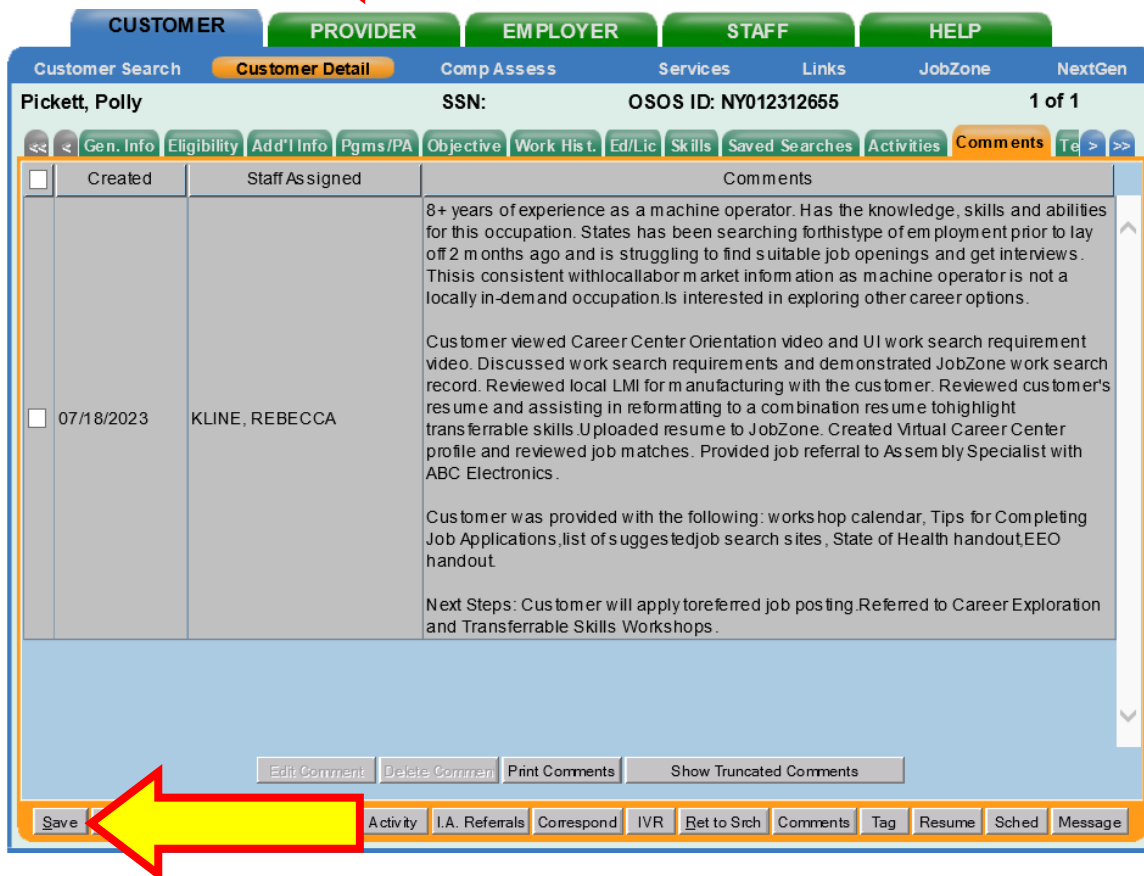 CUSTOMER PROVIDER EMPLOYER STAFF HELP
Customer Search Customer Detail Comp Assess Services Links JobZone NextGen
Pickett, Polly SSN: OSOS ID: NY012312655 1 of 1
<< < Gen. Info Eligibility Add'l Info Pgms/PA Objective Work Hist. Ed/Lic Skills Saved Searches Activities Comments Te > >>
Created Staff Assigned Comments
8+ years of experience as a machine operator. Has the knowledge, skills and abilities
for this occupation. States has been searching forthistype of employment prior to lay
off 2 months ago and is struggling to find suitable job openings and get interviews.
Thisis consistent withlocallabor market information as machine operator is not a
locally in-demand occupation.Is interested in exploring other career options.
Customer viewed Career Center Orientation video and UI work search requirement
video. Discussed work search requirements and demonstrated JobZone work search
record. Reviewed local LMI for manufacturing with the customer. Reviewed customer's
resume and assisting in reformatting to a combination resume tohighlight
transferrable skills.Uploaded resume to JobZone. Created Virtual Career Center
profile and reviewed job matches. Provided job referral to Assembly Specialist with
ABC Electronics.
07/18/2023 KLINE, REBECCA
Customer was provided with the following: workshop calendar, Tips for Completing
Job Applications,list of suggestedjob search sites, State of Health handout,EEO
handout.
Next Steps: Customer will apply toreferred job posting.Referred to Career Exploration
and Transferrable Skills Workshops.
Edit Comment Delete Commen Print Comments Show Truncated Comments
Save Activity I.A. Referrals Correspond IVR Ret to Srch Comments Tag Resume Sched Message